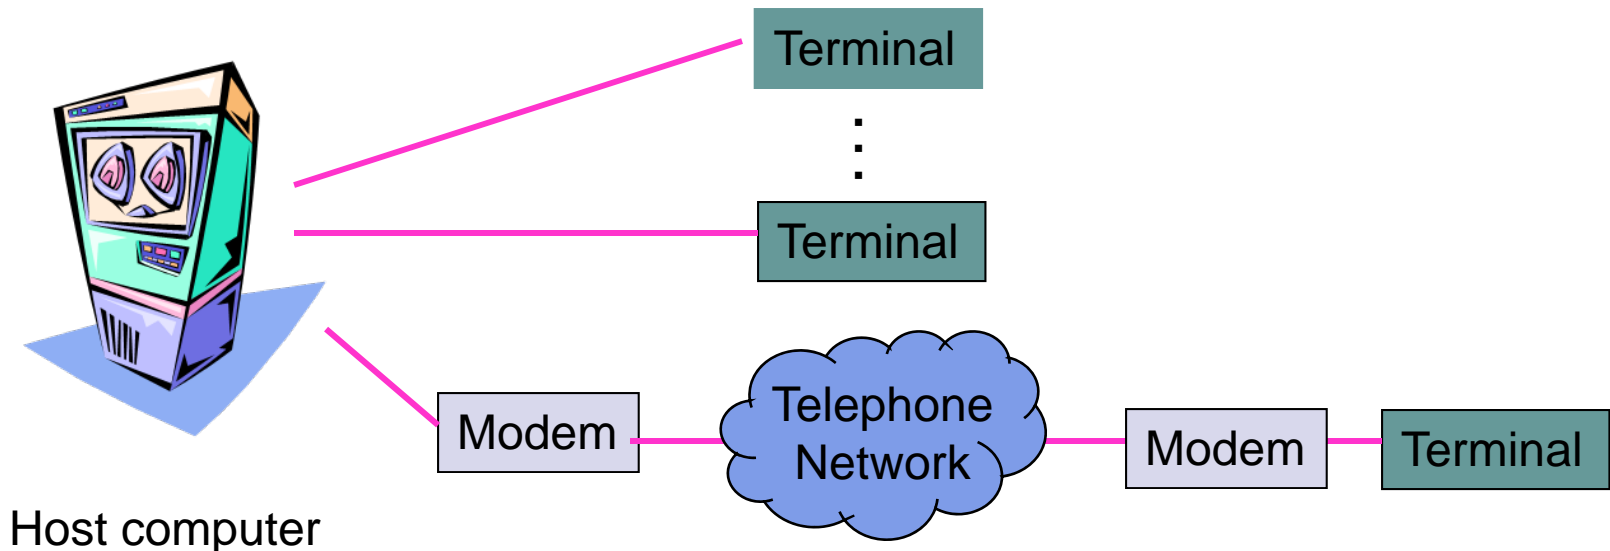 Terminal
.
.
.
Terminal
Telephone
Network
Modem
Modem
Terminal
Host computer